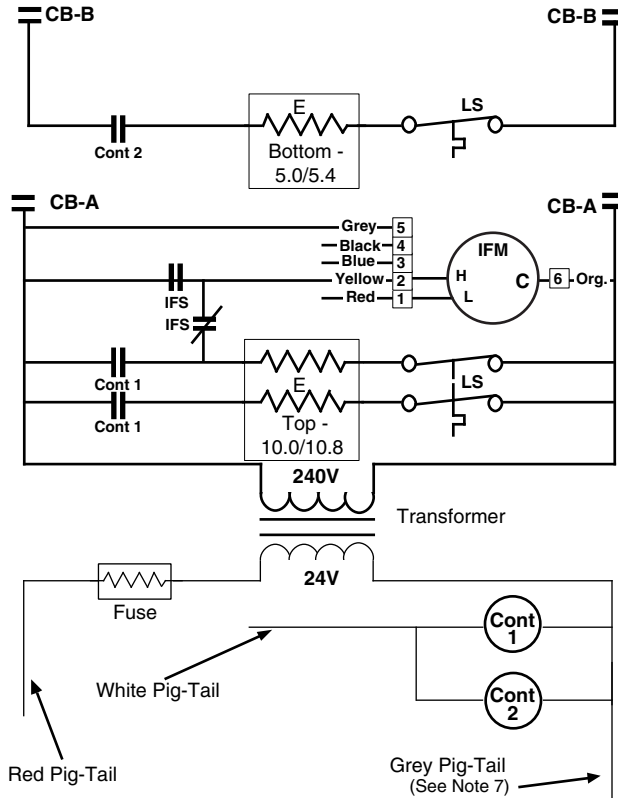 CB-B
CB-B
E
LS
Cont 2
Bottom -
5.0/5.4
CB-A
CB-A
Grey 5
Black 4
Blue 3
Yellow 2
Red 1
IFM
H
L
C
6 Org.
IFS
IFS
Cont 1
LS
E
Cont 1
Top -
10.0/10.8
240V
Transformer
24V
Fuse
Cont
1
White Pig-Tail
Cont
2
Red Pig-Tail
Grey Pig-Tail
(See Note 7)